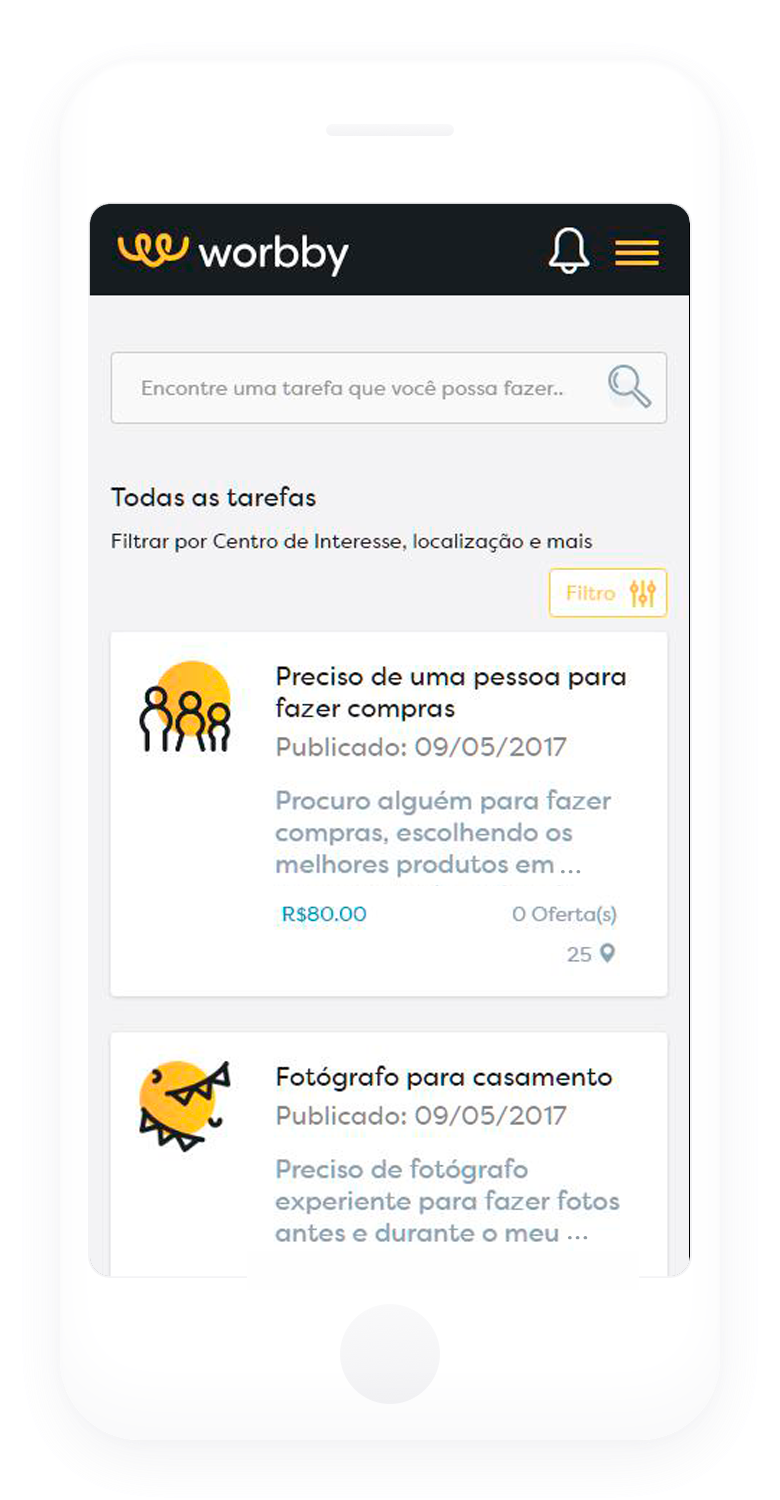 worbby
Encontre uma tarefa que você possa fazer..
Todas as tarefas
Filtrar por Centro de Interesse, localização e mais
Filtro
Preciso de uma pessoa para
fazer compras
Publicado: 09/05/2017
Procuro alguém para fazer
compras, escolhendo os
melhores produtos em ...
R$80.00
0 Oferta(s)
25
Fotógrafo para casamento
Publicado: 09/05/2017
Preciso de fotógrafo
experiente para fazer fotos
antes e durante o meu ...